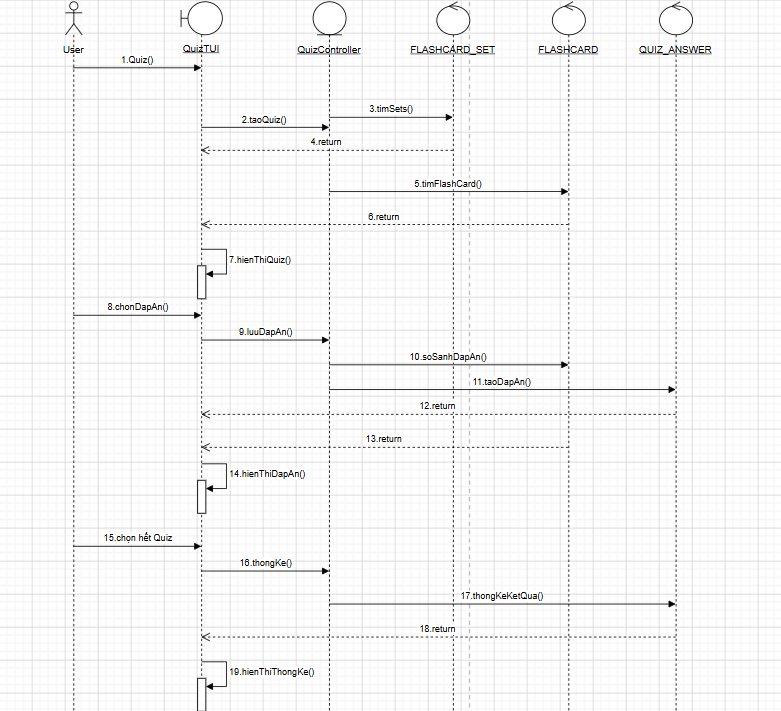 User
QuizTUI
QuizController
FLASHCARD_SET
FLASHCARD
QUIZ_ANSWER
1.Quiz()
3.timSets()
2.taoQuiz()
4.return
5.timFlashCard()
6.return
7.hienThiQuiz()
8.chonDapAn()
9.luuDapAn()
10.soSanhDapAn()
11.taoDapAn()
12.return
13.return
14.hienThiDapAn()
15.chọn hết Quiz
16.thongKe()
17.thongKeKetQua()
18.return
19.hienThiThongKe()